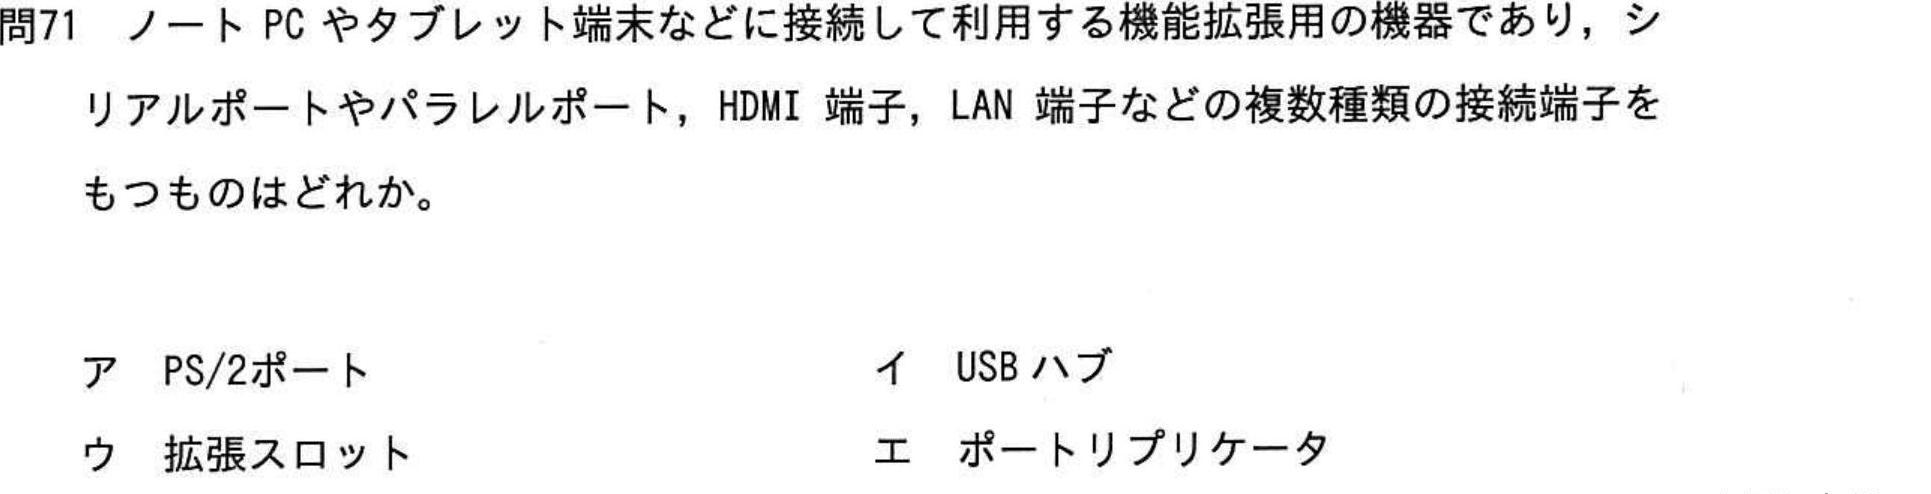 問71　ノート PC やタブレット端末などに接続して利用する機能拡張用の機器であり，シ
リアルポートやパラレルポート，HDMI 端子，LAN 端子などの複数種類の接続端子を
もつものはどれか。
ア　PS/2ポート　イ　USB ハブ
ウ　拡張スロット　エ　ポートリプリケータ